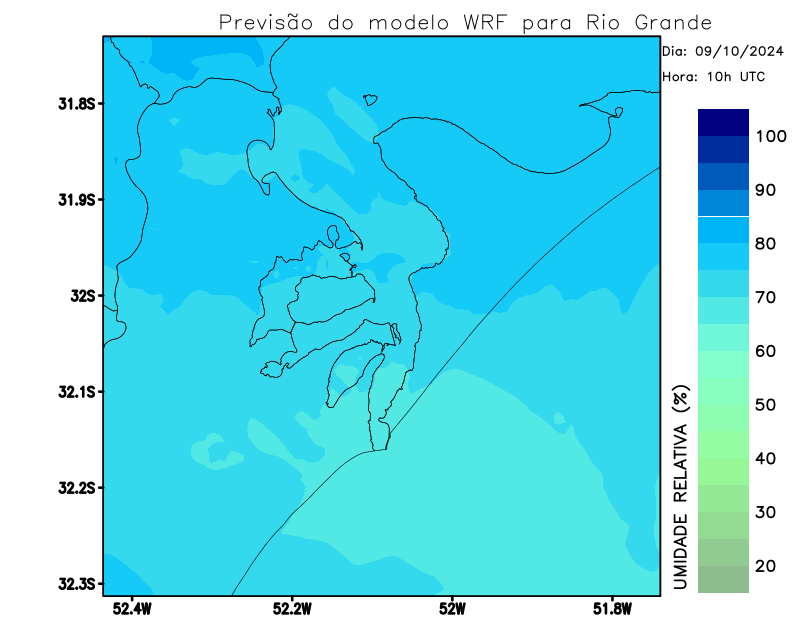 Previsão do modelo WRF para Rio Grande
Dia: 09/10/2024
Hora: 10h UTC
31.8S
31.9S
32S
32.1S
32.2S
32.3S
52.4W
52.2W
52W
51.8W
100
90
80
70
60
50
40
30
20
UMIDADE RELATIVA (%)